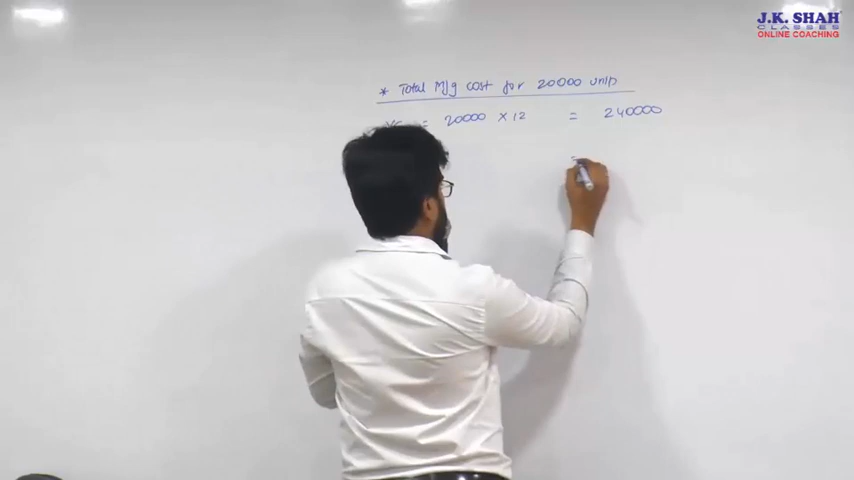 J.K. SHAH®
CLASSES
ONLINE COACHING
* Total Mfg cost for 20000 units
= 20000 × 12 = 240000
=